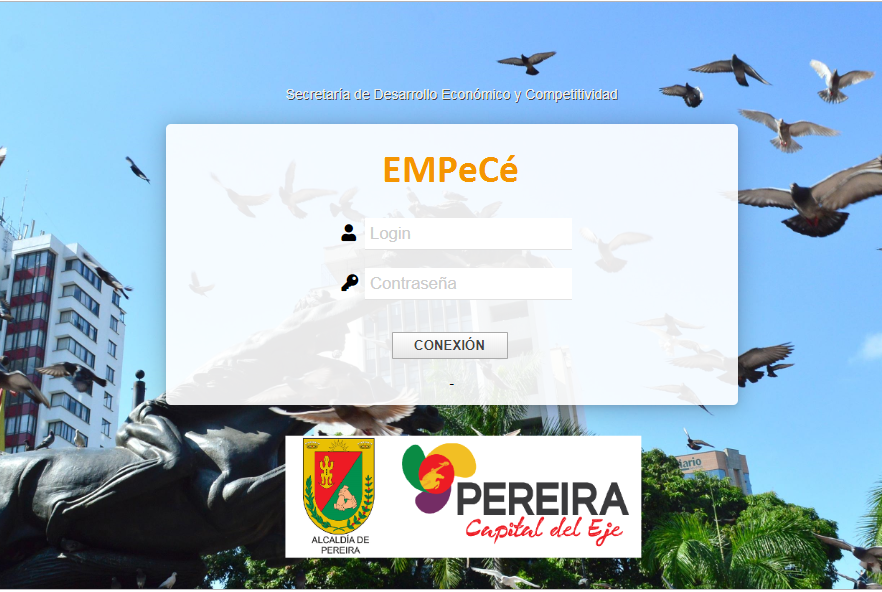 Secretaría de Desarrollo Económico y Competitividad
EMPeCé
Login
Contraseña
CONEXIÓN
-
ALCALDÍA DE
PEREIRA
PEREIRA
Capital del Eje